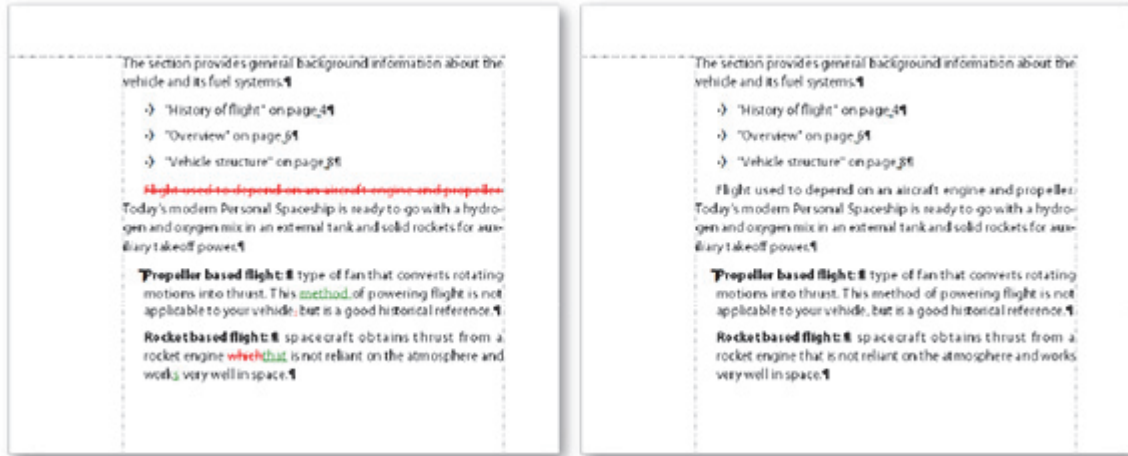 The section provides general background information about the
vehicle and its fuel systems.¶
"History of flight" on page 4¶
"Overview" on page 6¶
"Vehicle structure" on page 8¶
Flight used to depend on an aircraft engine and propeller.
Today's modern Personal Spaceship is ready to go with a hydro-
gen and oxygen mix in an external tank and solid rockets for aux-
iliary takeoff power.¶
Propeller based flight: A type of fan that converts rotating
motions into thrust. This method of powering flight is not
applicable to your vehicle, but is a good historical reference.¶
Rocket based flight: A spacecraft obtains thrust from a
rocket engine whichthat is not reliant on the atmosphere and
works very well in space.¶
The section provides general background information about the
vehicle and its fuel systems.¶
"History of flight" on page 4¶
"Overview" on page 6¶
"Vehicle structure" on page 8¶
Flight used to depend on an aircraft engine and propeller.
Today's modern Personal Spaceship is ready to go with a hydro-
gen and oxygen mix in an external tank and solid rockets for aux-
iliary takeoff power.¶
Propeller based flight: A type of fan that converts rotating
motions into thrust. This method of powering flight is not
applicable to your vehicle, but is a good historical reference.¶
Rocket based flight: A spacecraft obtains thrust from a
rocket engine that is not reliant on the atmosphere and works
very well in space.¶